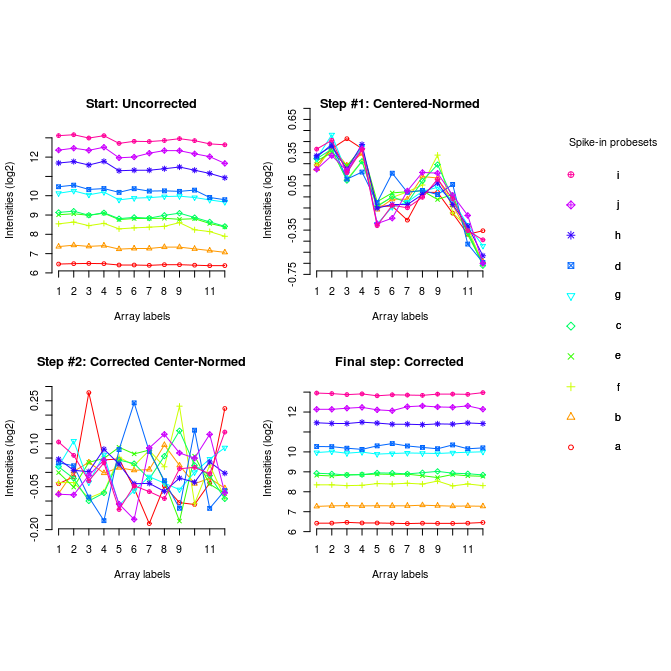 Start: Uncorrected
Intensities (log2)
6 7 8 9 10 12
1 2 3 4 5 6 7 8 9 11
Array labels
Step #1: Centered-Normed
Intensities (log2)
-0.75 -0.35 0.05 0.35 0.65
1 2 3 4 5 6 7 8 9 11
Array labels
Spike-in probesets
i
j
h
d
g
c
e
f
b
a
Step #2: Corrected Center-Normed
Intensities (log2)
-0.20 -0.05 0.10 0.25
1 2 3 4 5 6 7 8 9 11
Array labels
Final step: Corrected
Intensities (log2)
6 7 8 9 10 12
1 2 3 4 5 6 7 8 9 11
Array labels